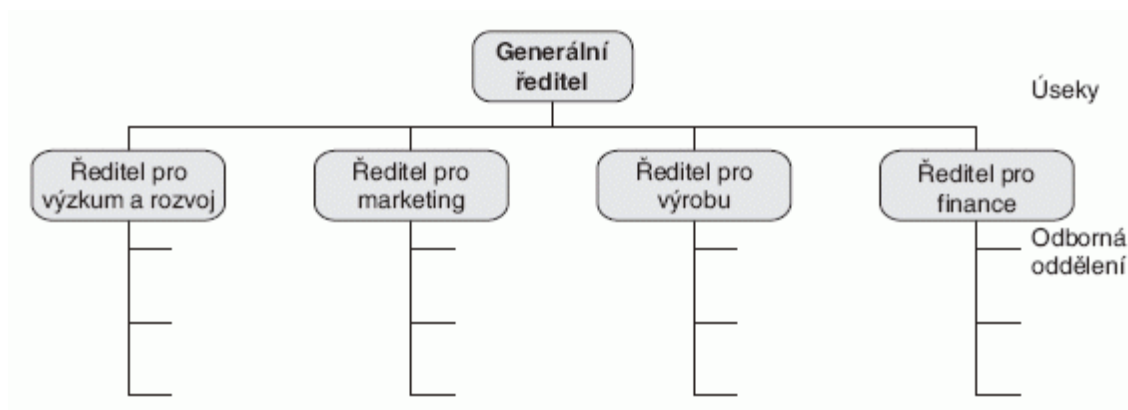 Generální
ředitel
Úseky
Ředitel pro
výzkum a rozvoj
Ředitel pro
marketing
Ředitel pro
výrobu
Ředitel pro
finance
Odborná
oddělení